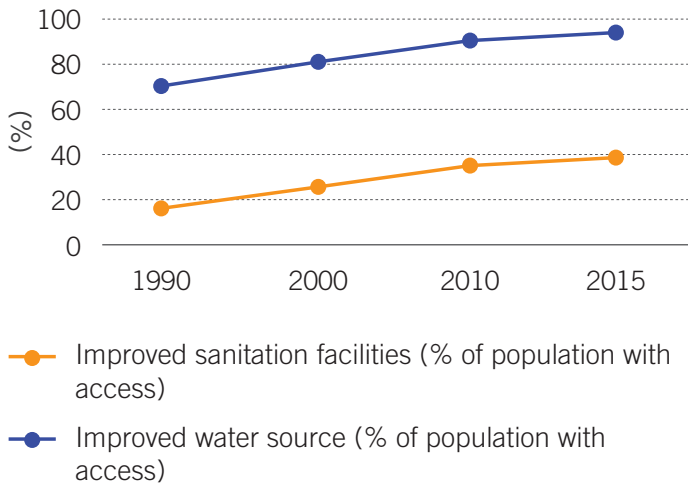 100
80
60
40
20
0
(%)
1990 2000 2010 2015
Improved sanitation facilities (% of population with
access)
Improved water source (% of population with
access)